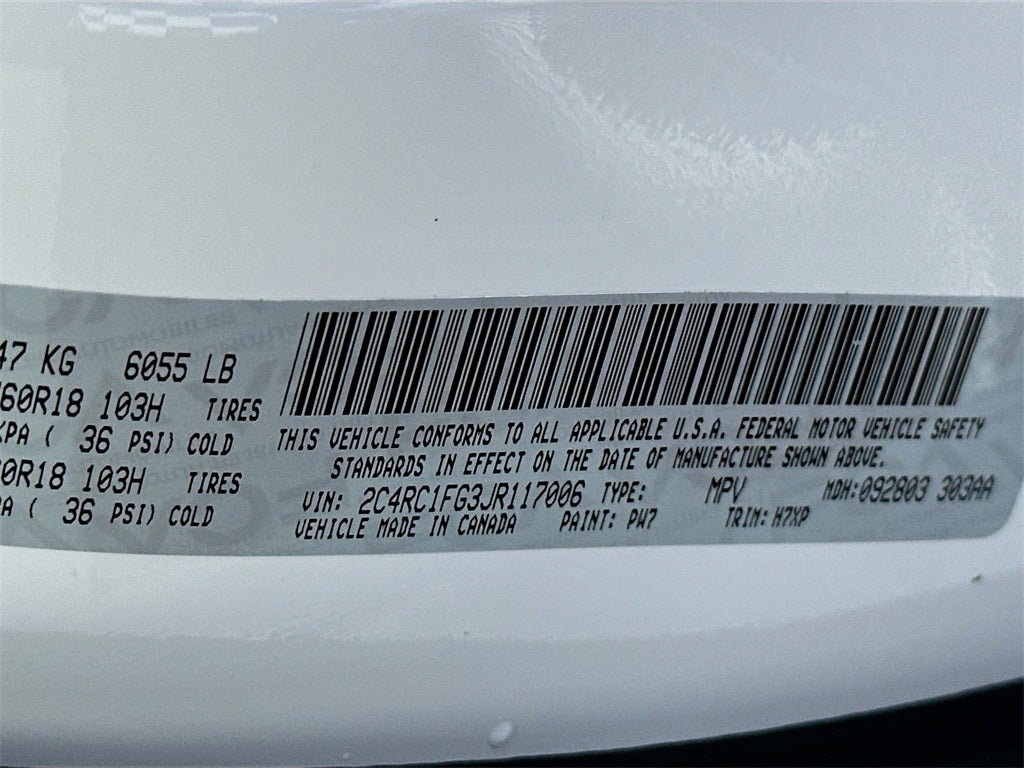 47 KG 6055 LB
60R18 103H TIRES
KPA ( 36 PSI) COLD
60R18 103H TIRES
PA ( 36 PSI) COLD
THIS VEHICLE CONFORMS TO ALL APPLICABLE U.S.A. FEDERAL MOTOR VEHICLE SAFETY
STANDARDS IN EFFECT ON THE DATE OF MANUFACTURE SHOWN ABOVE.
VIN: 2C4RC1FG3JR117006 TYPE: MPV MDH:092803 303AA
VEHICLE MADE IN CANADA PAINT: PW7 TRIM: H7XP